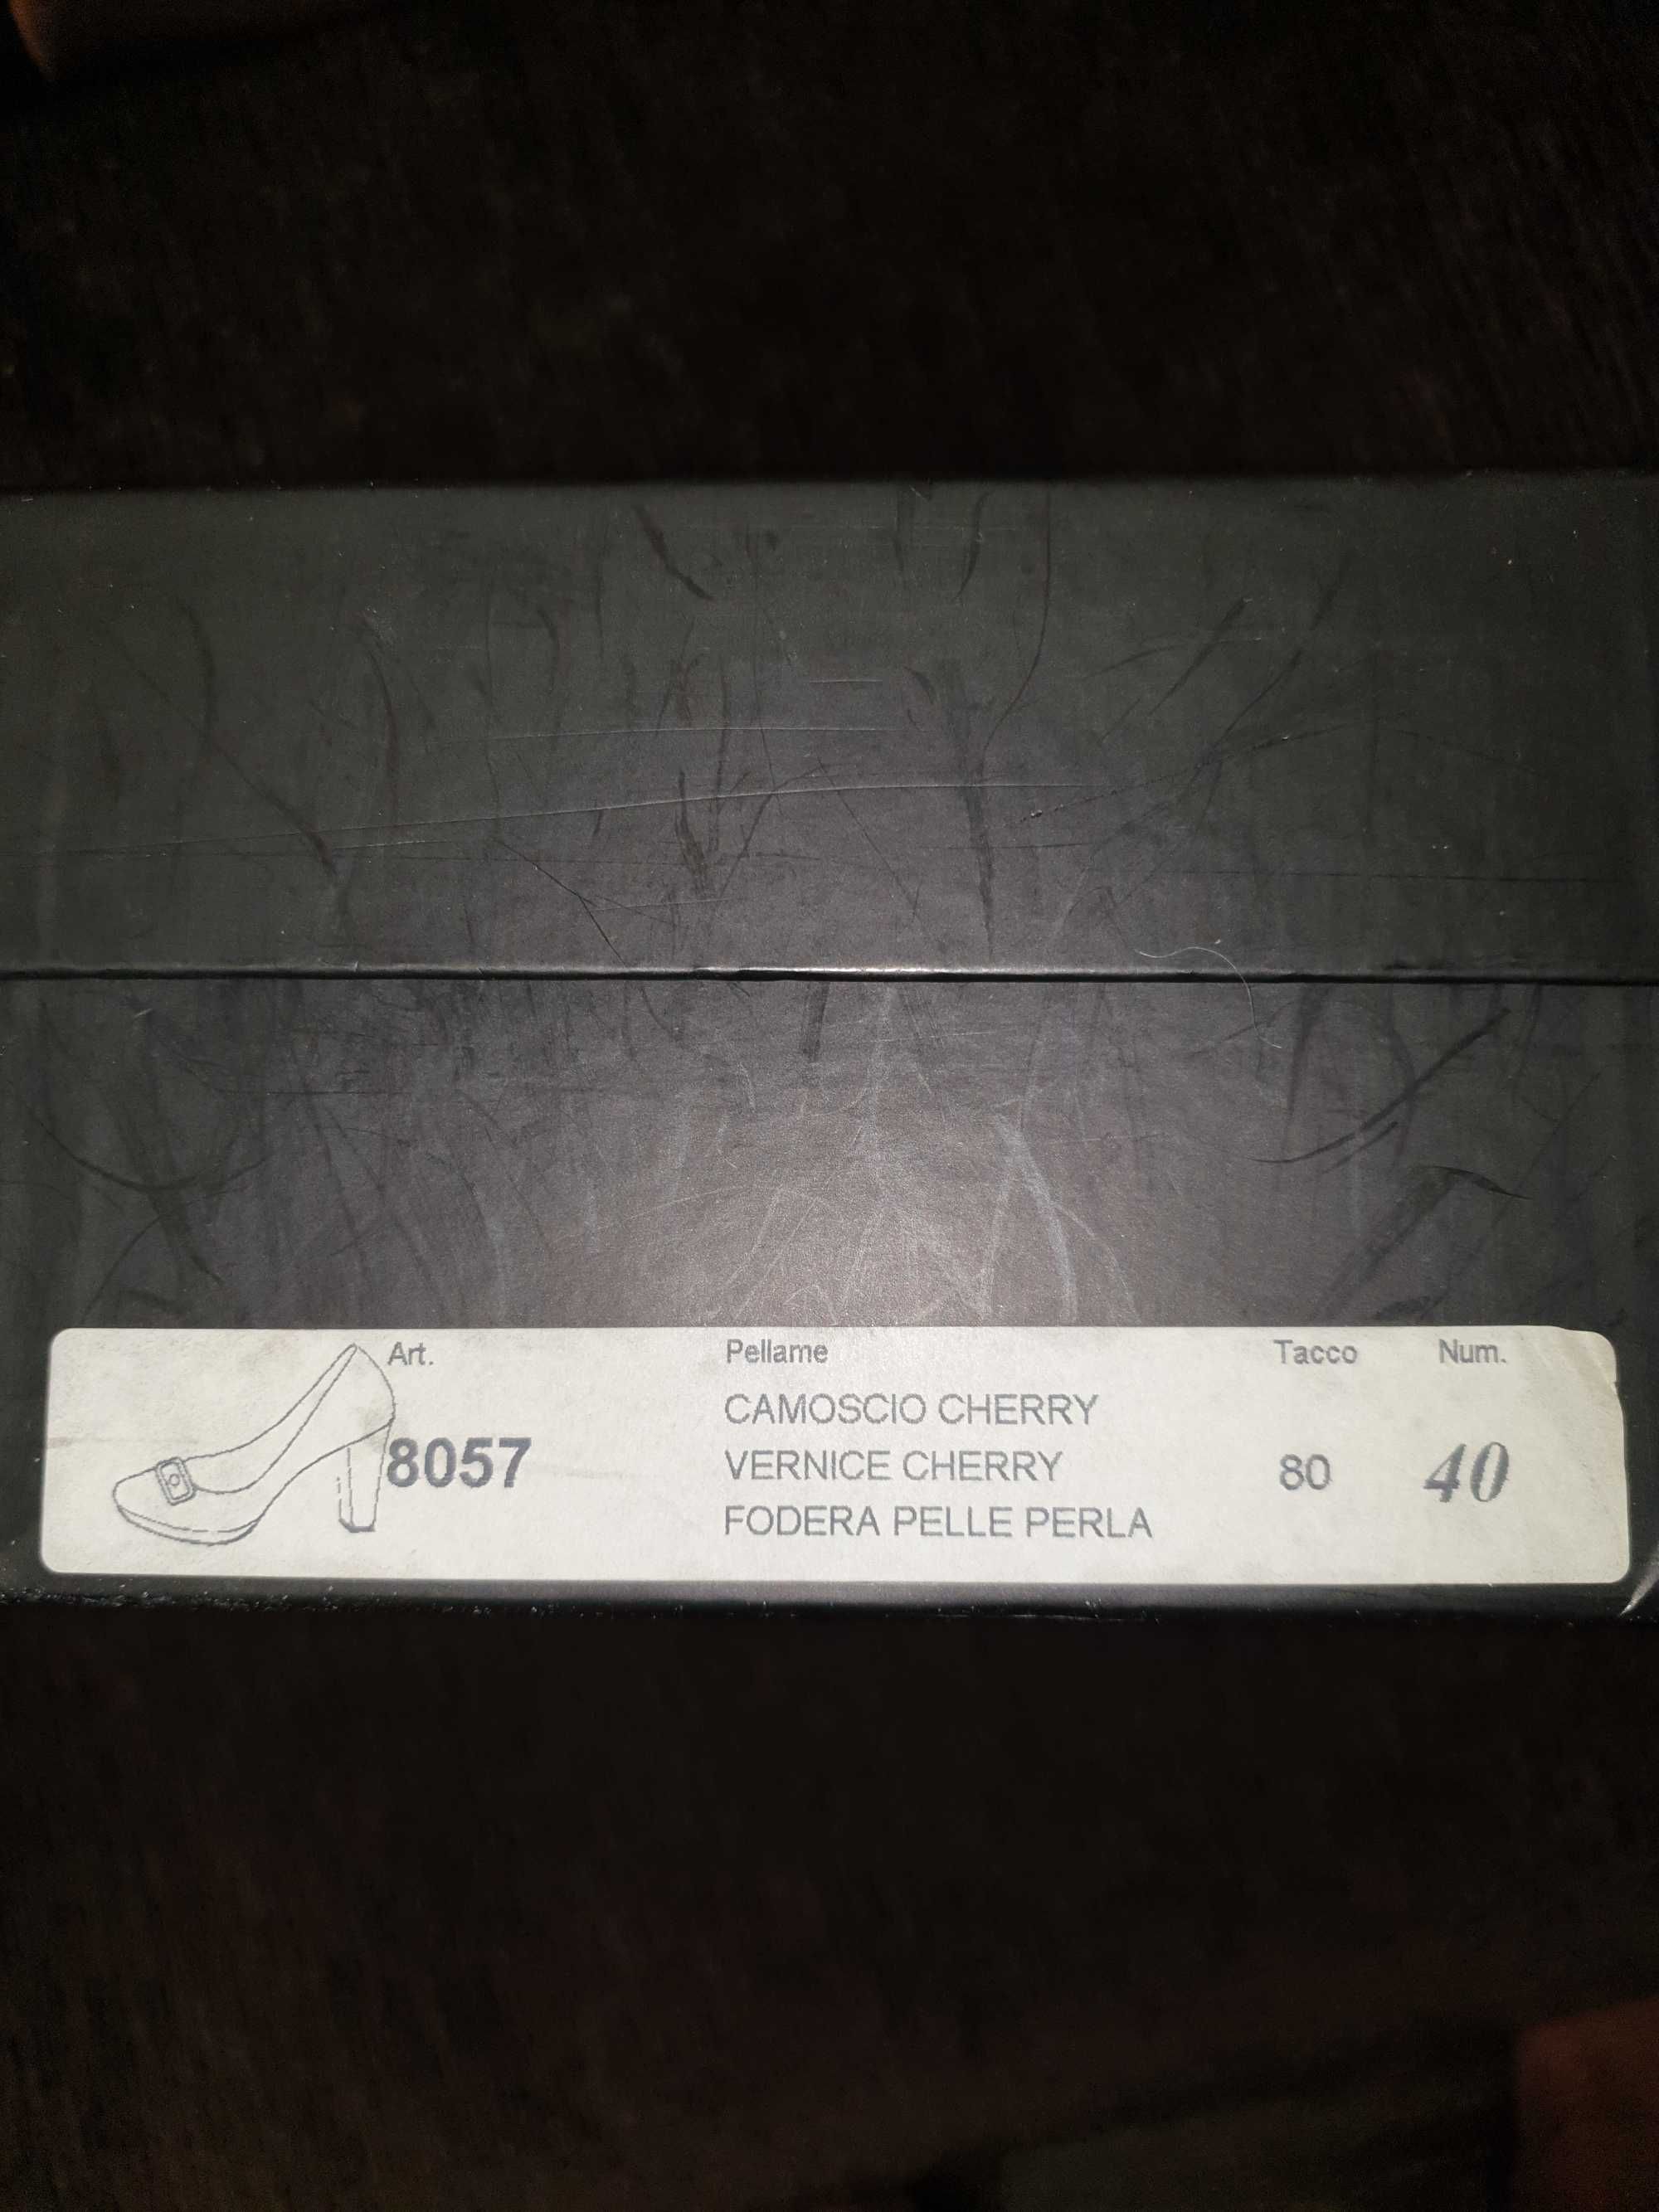 Art. Pellame Tacco Num.
CAMOSCIO CHERRY
8057 VERNICE CHERRY 80 40
FODERA PELLE PERLA